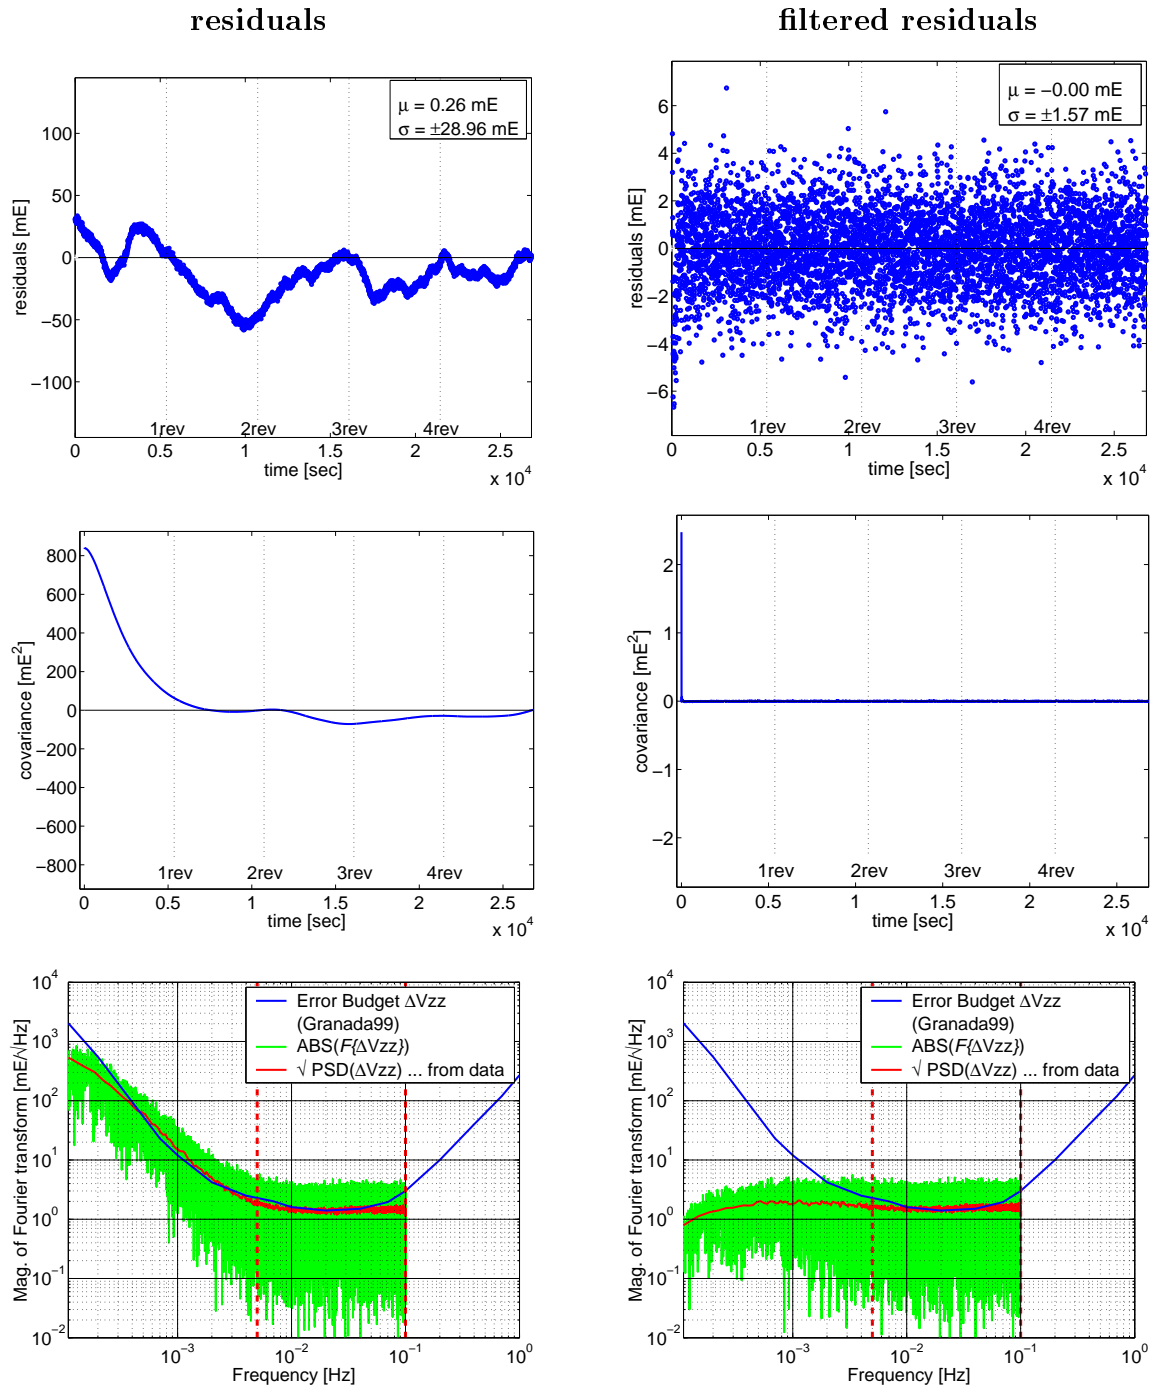 residuals
filtered residuals
μ = 0.26 mE
σ = ±28.96 mE
100
50
0
−50
−100
residuals [mE]
1rev 2rev 3rev 4rev
0 0.5 1 1.5 2 2.5
time [sec]
x 10^4
μ = −0.00 mE
σ = ±1.57 mE
6
4
2
0
−2
−4
−6
residuals [mE]
1rev 2rev 3rev 4rev
0 0.5 1 1.5 2 2.5
time [sec]
x 10^4
800
600
400
200
0
−200
−400
−600
−800
covariance [mE^2]
1rev 2rev 3rev 4rev
0 0.5 1 1.5 2 2.5
time [sec]
x 10^4
2
1
0
−1
−2
covariance [mE^2]
1rev 2rev 3rev 4rev
0 0.5 1 1.5 2 2.5
time [sec]
x 10^4
10^4
10^3
10^2
10^1
10^0
10^−1
10^−2
Mag. of Fourier transform [mE/√Hz]
Error Budget ΔVzz
(Granada99)
ABS(F{ΔVzz})
√ PSD(ΔVzz) ... from data
10^−3 10^−2 10^−1 10^0
Frequency [Hz]
10^4
10^3
10^2
10^1
10^0
10^−1
10^−2
Mag. of Fourier transform [mE/√Hz]
Error Budget ΔVzz
(Granada99)
ABS(F{ΔVzz})
√ PSD(ΔVzz) ... from data
10^−3 10^−2 10^−1 10^0
Frequency [Hz]